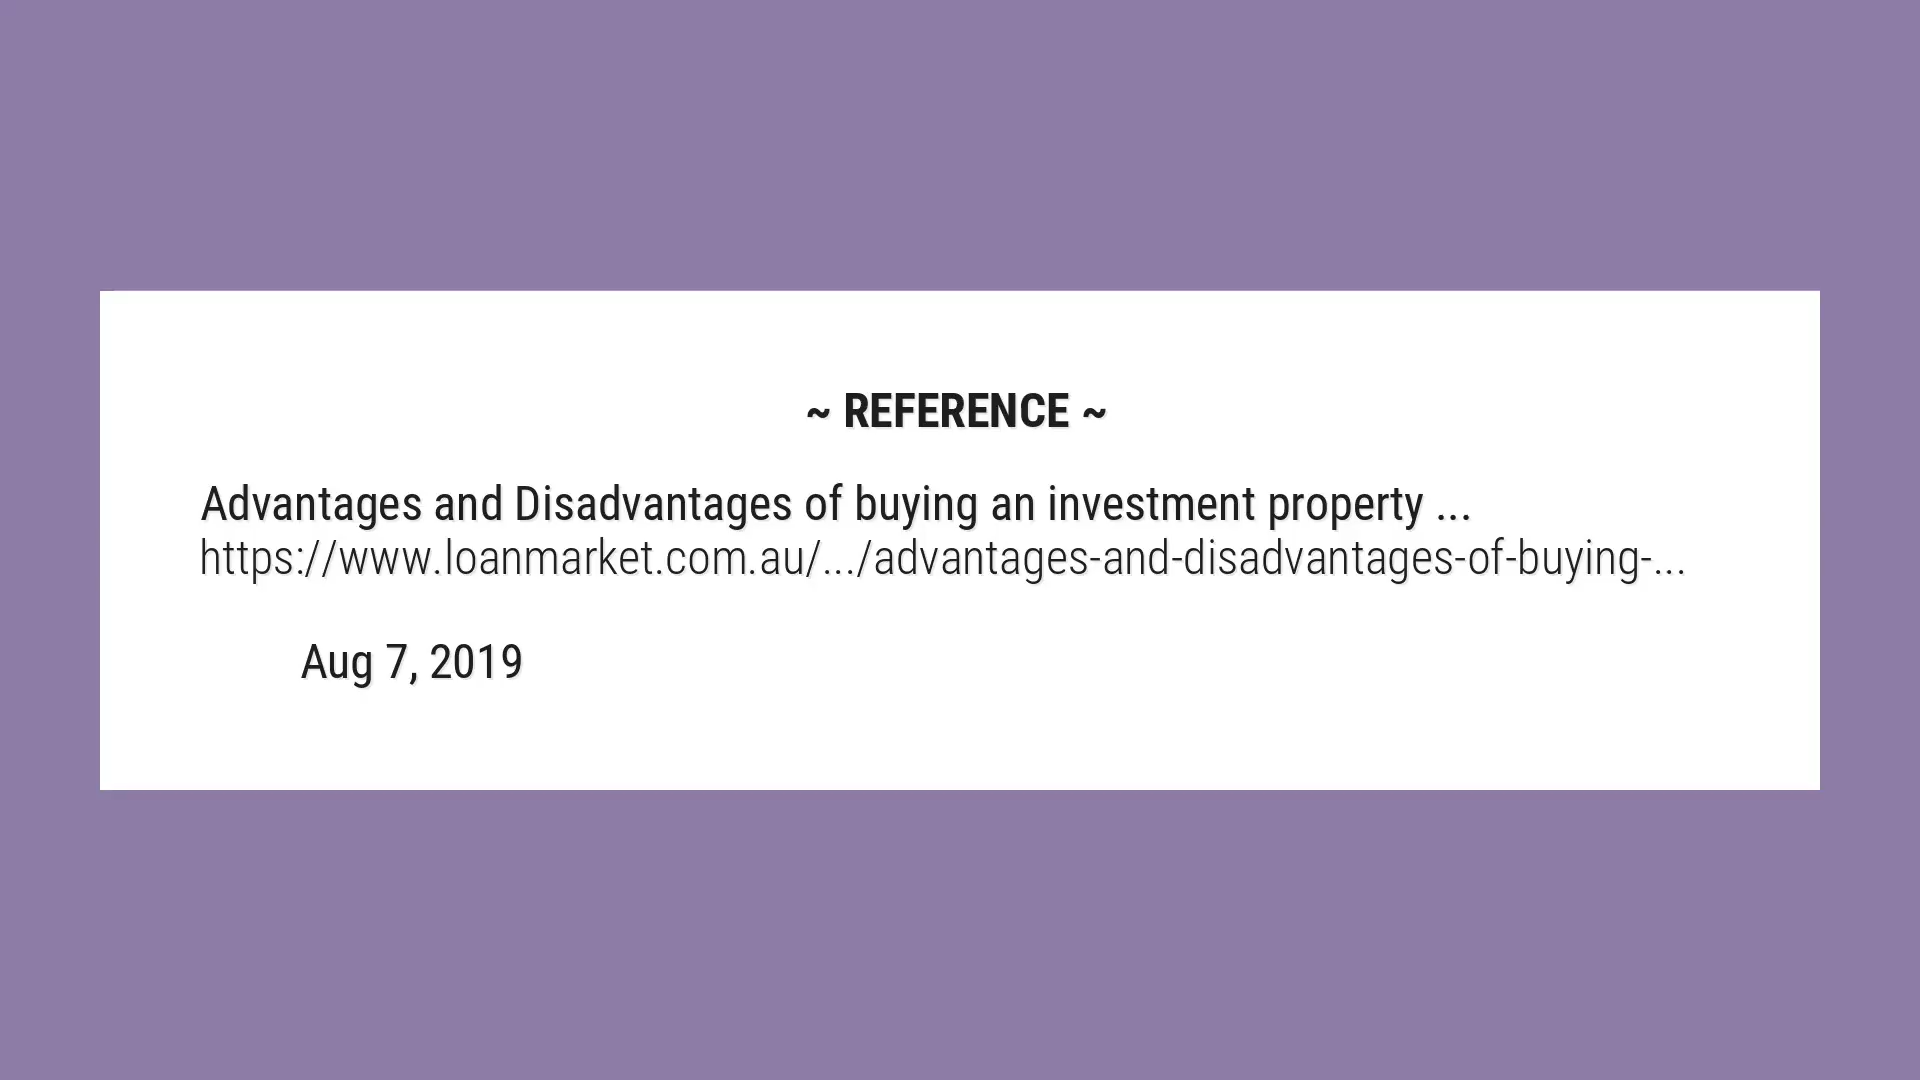 ~ REFERENCE ~
Advantages and Disadvantages of buying an investment property ...
https://www.loanmarket.com.au/.../advantages-and-disadvantages-of-buying-...
Aug 7, 2019